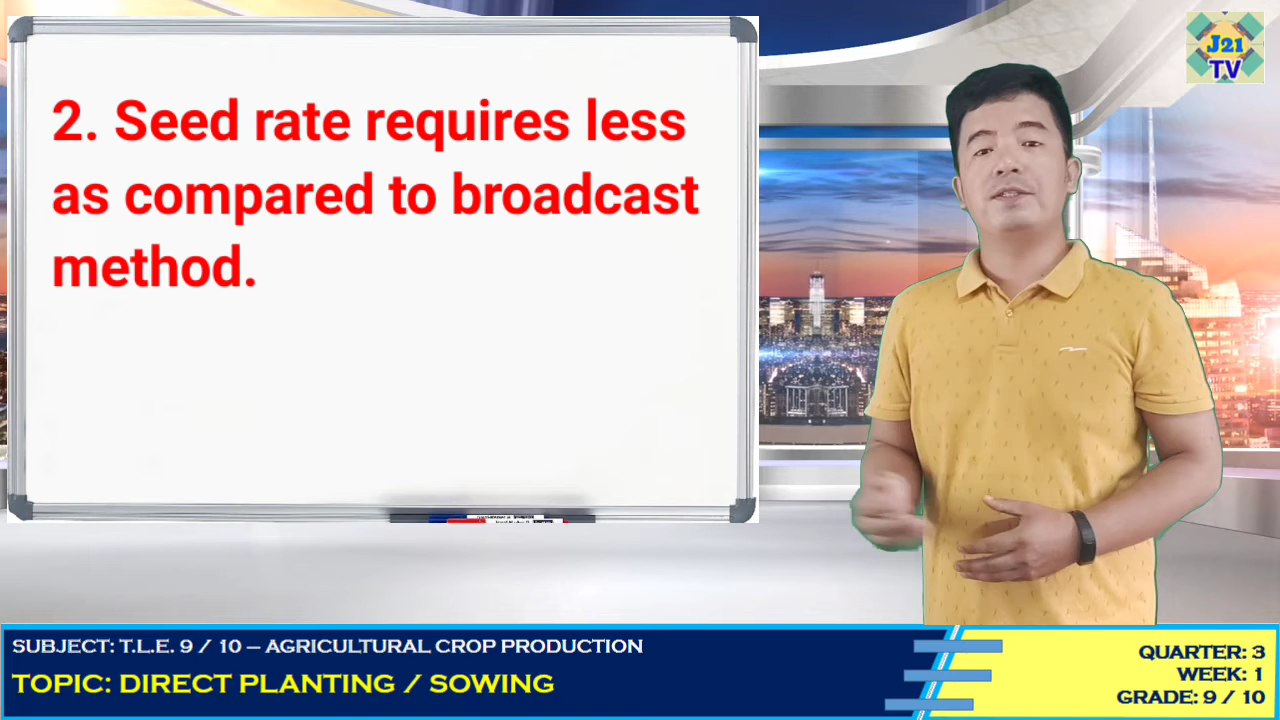 2. Seed rate requires less
as compared to broadcast
method.
J21
TV
SUBJECT: T.L.E. 9 / 10 – AGRICULTURAL CROP PRODUCTION
TOPIC: DIRECT PLANTING / SOWING
QUARTER: 3
WEEK: 1
GRADE: 9 / 10